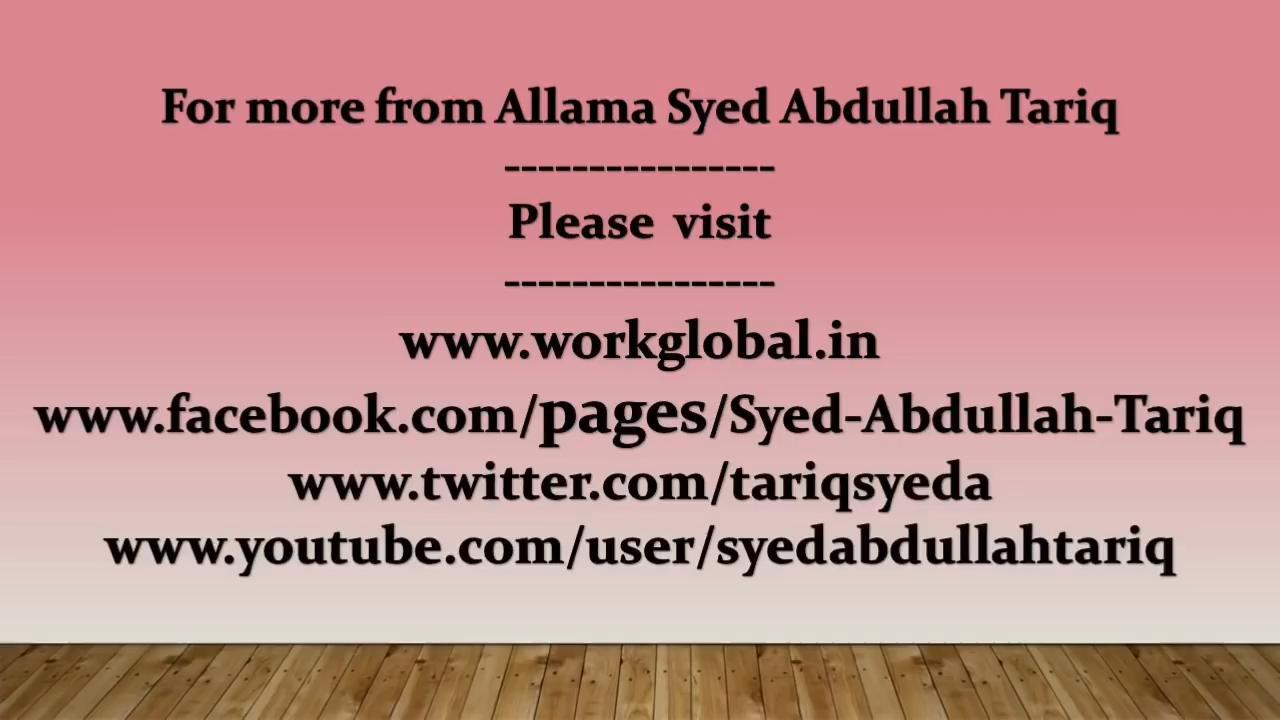 For more from Allama Syed Abdullah Tariq
----------------
Please visit
----------------
www.workglobal.in
www.facebook.com/pages/Syed-Abdullah-Tariq
www.twitter.com/tariqsyeda
www.youtube.com/user/syedabdullahtariq